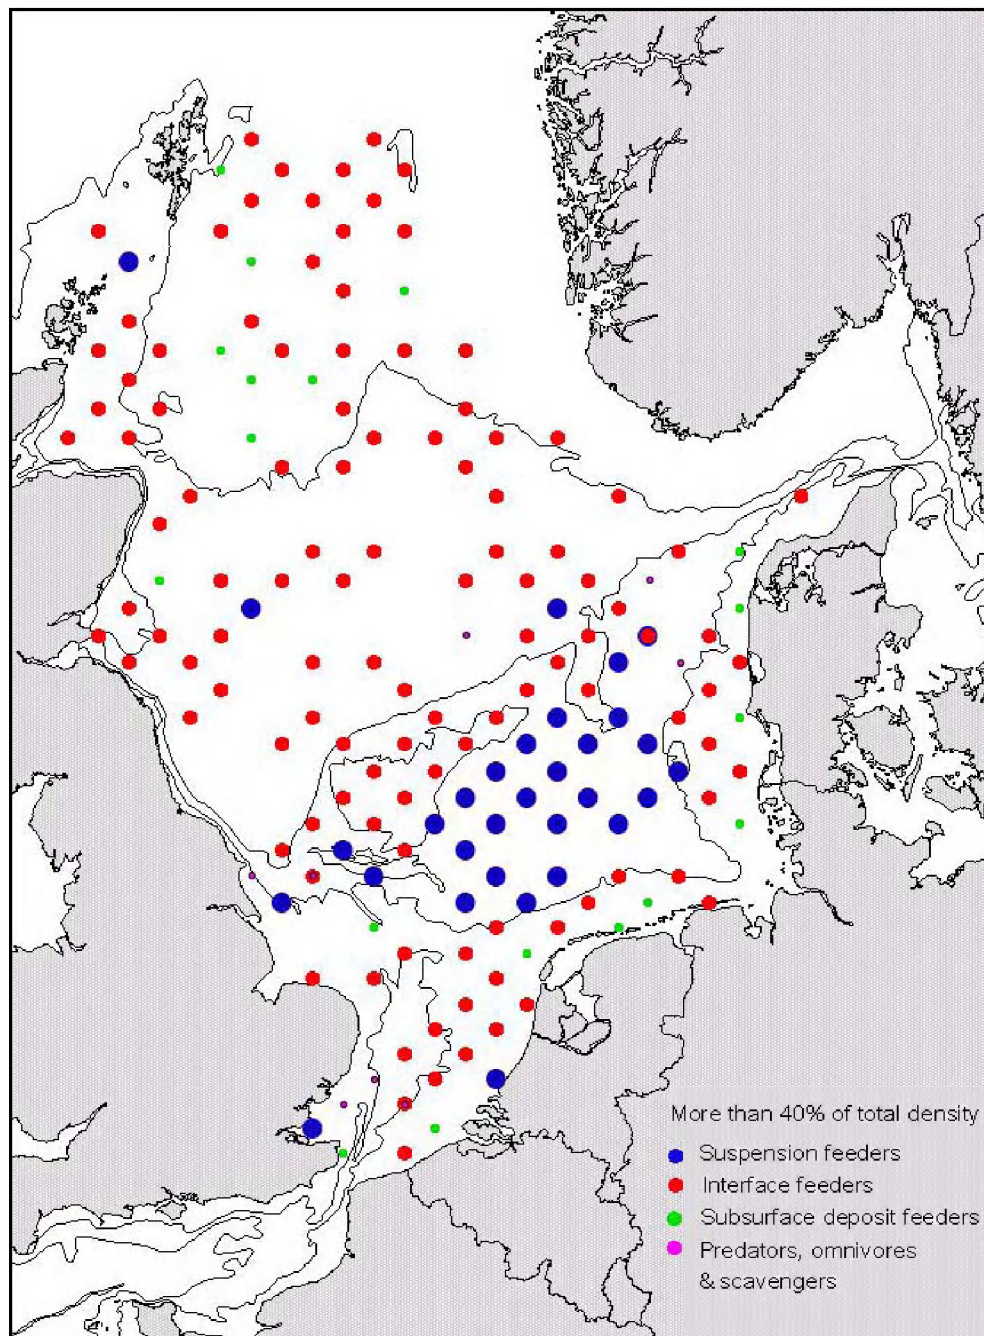 More than 40% of total density
Suspension feeders
Interface feeders
Subsurface deposit feeders
Predators, omnivores
& scavengers